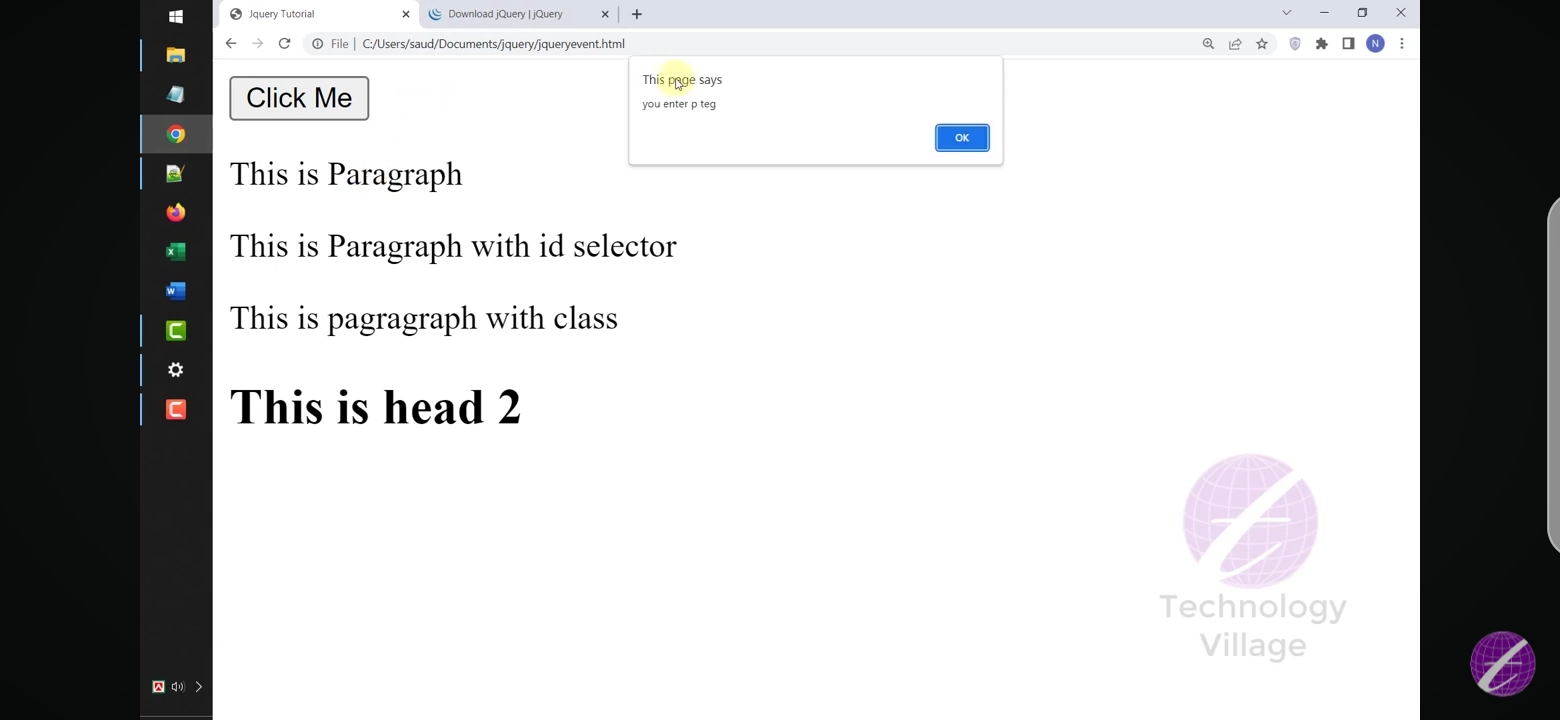 Jquery Tutorial
Download jQuery | jQuery
File | C:/Users/saud/Documents/jquery/jqueryevent.html
N
This page says
you enter p teg
OK
Click Me
This is Paragraph
This is Paragraph with id selector
This is pagragraph with class
This is head 2
Technology
Village